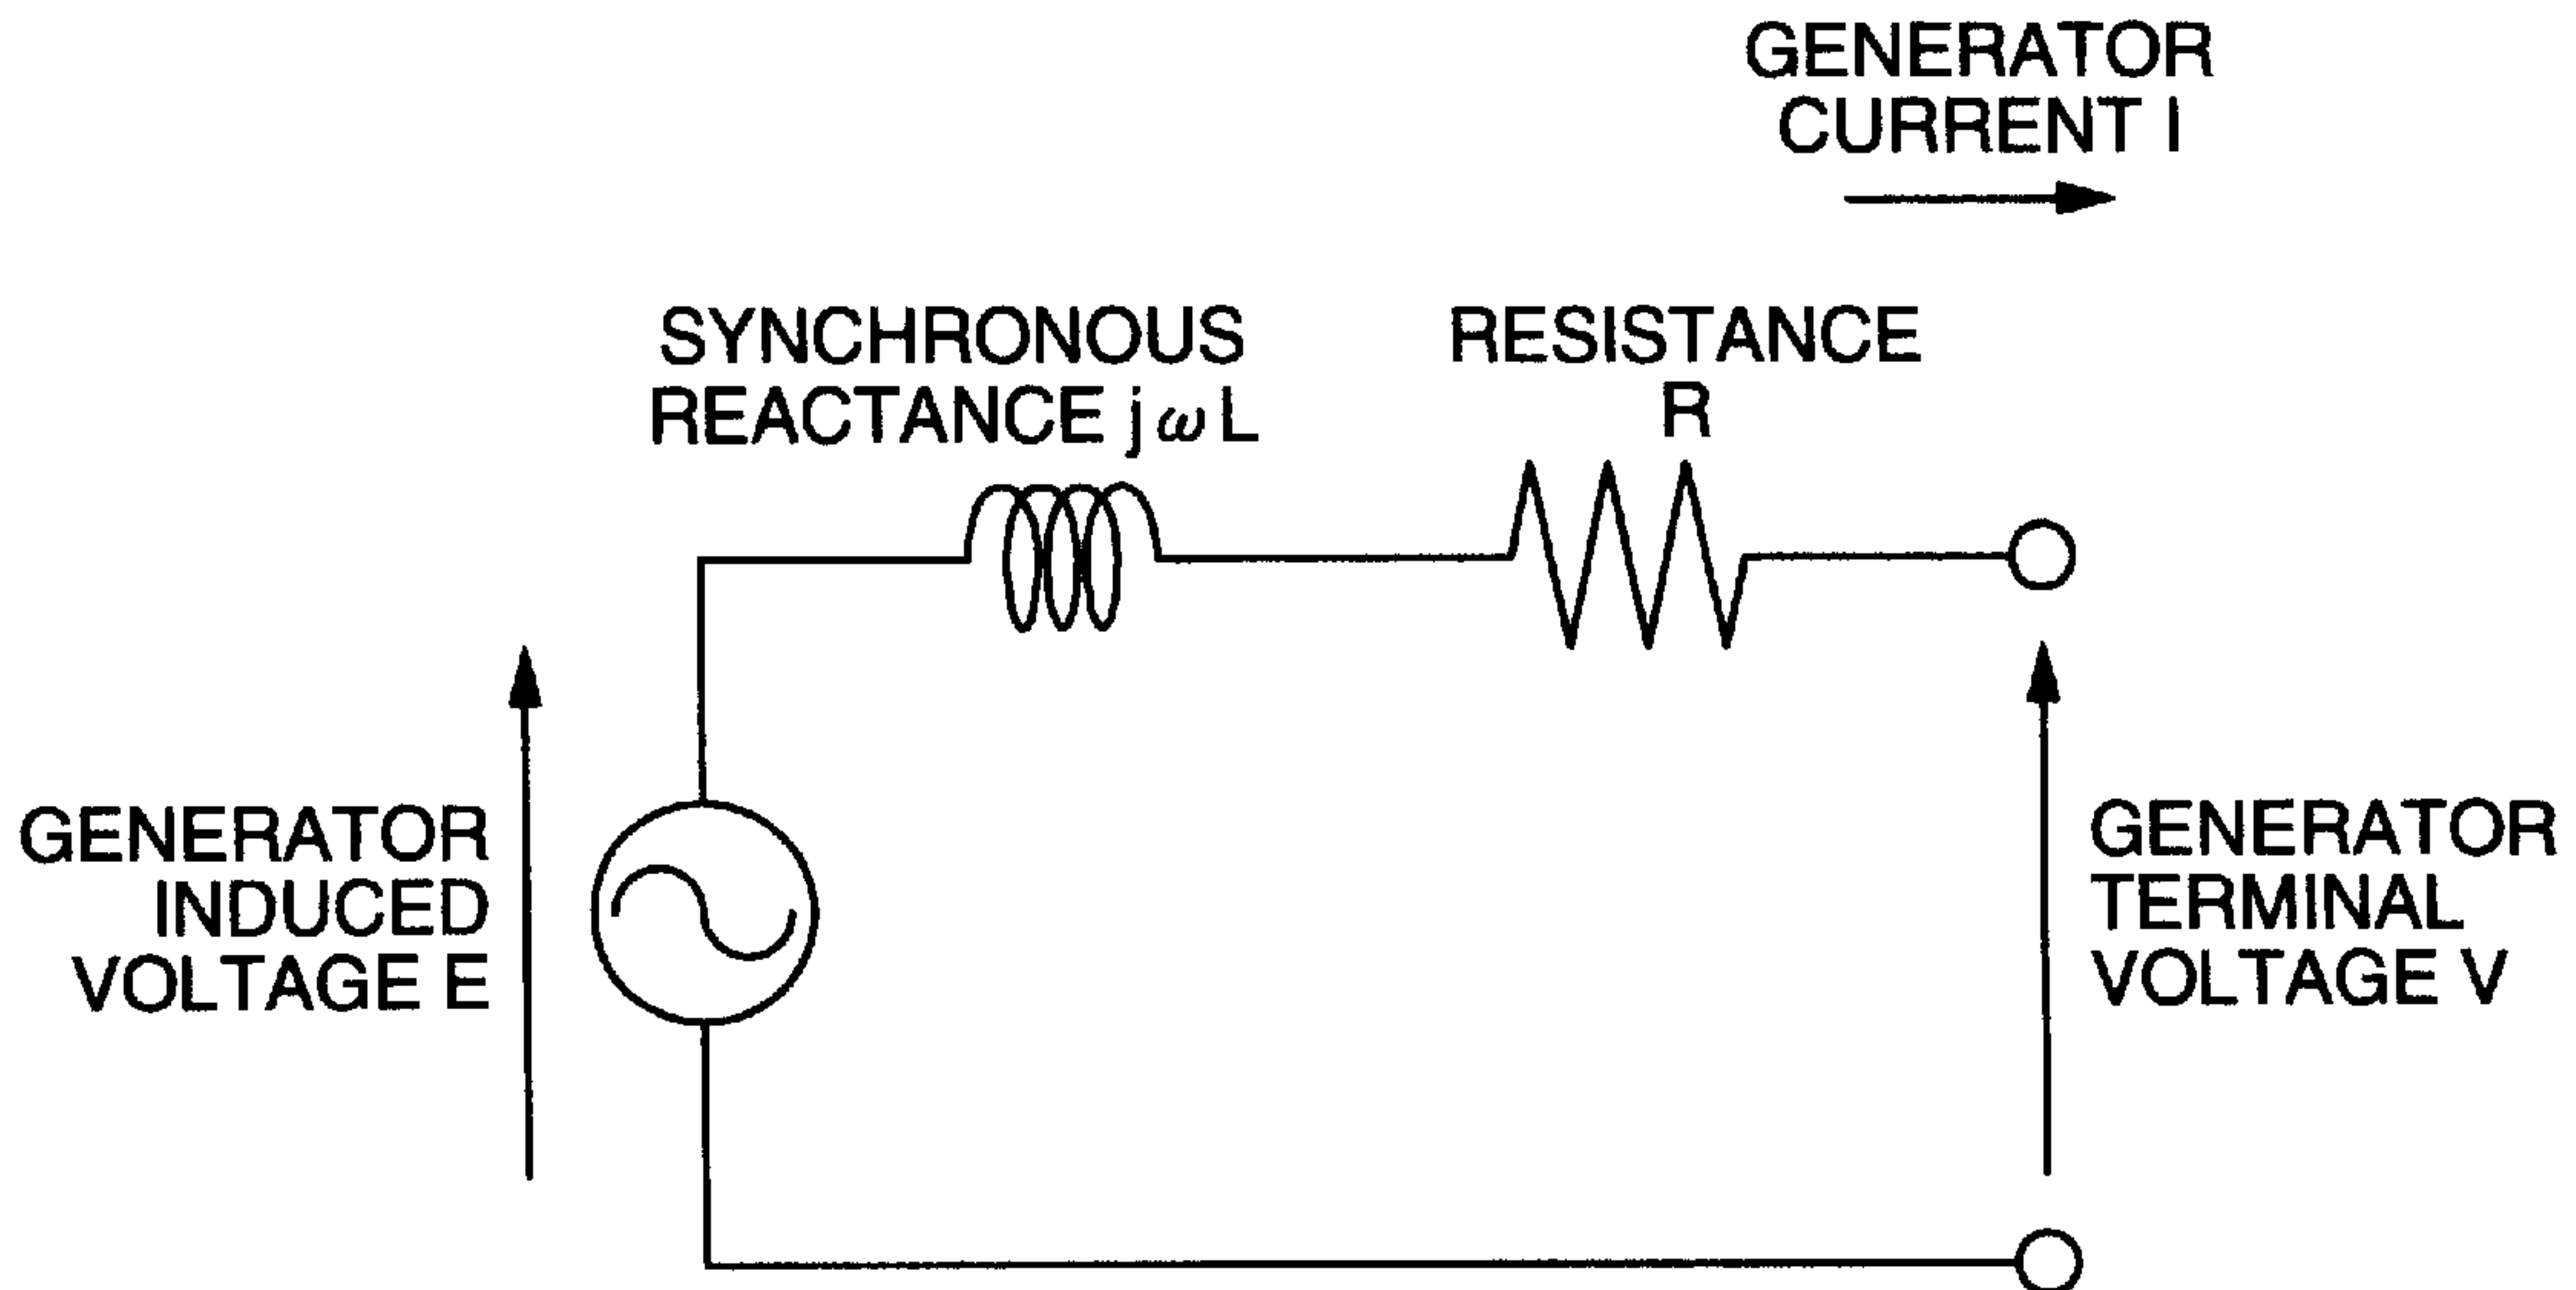 GENERATOR
CURRENT I
SYNCHRONOUS
REACTANCE jωL
RESISTANCE
R
GENERATOR
INDUCED
VOLTAGE E
GENERATOR
TERMINAL
VOLTAGE V